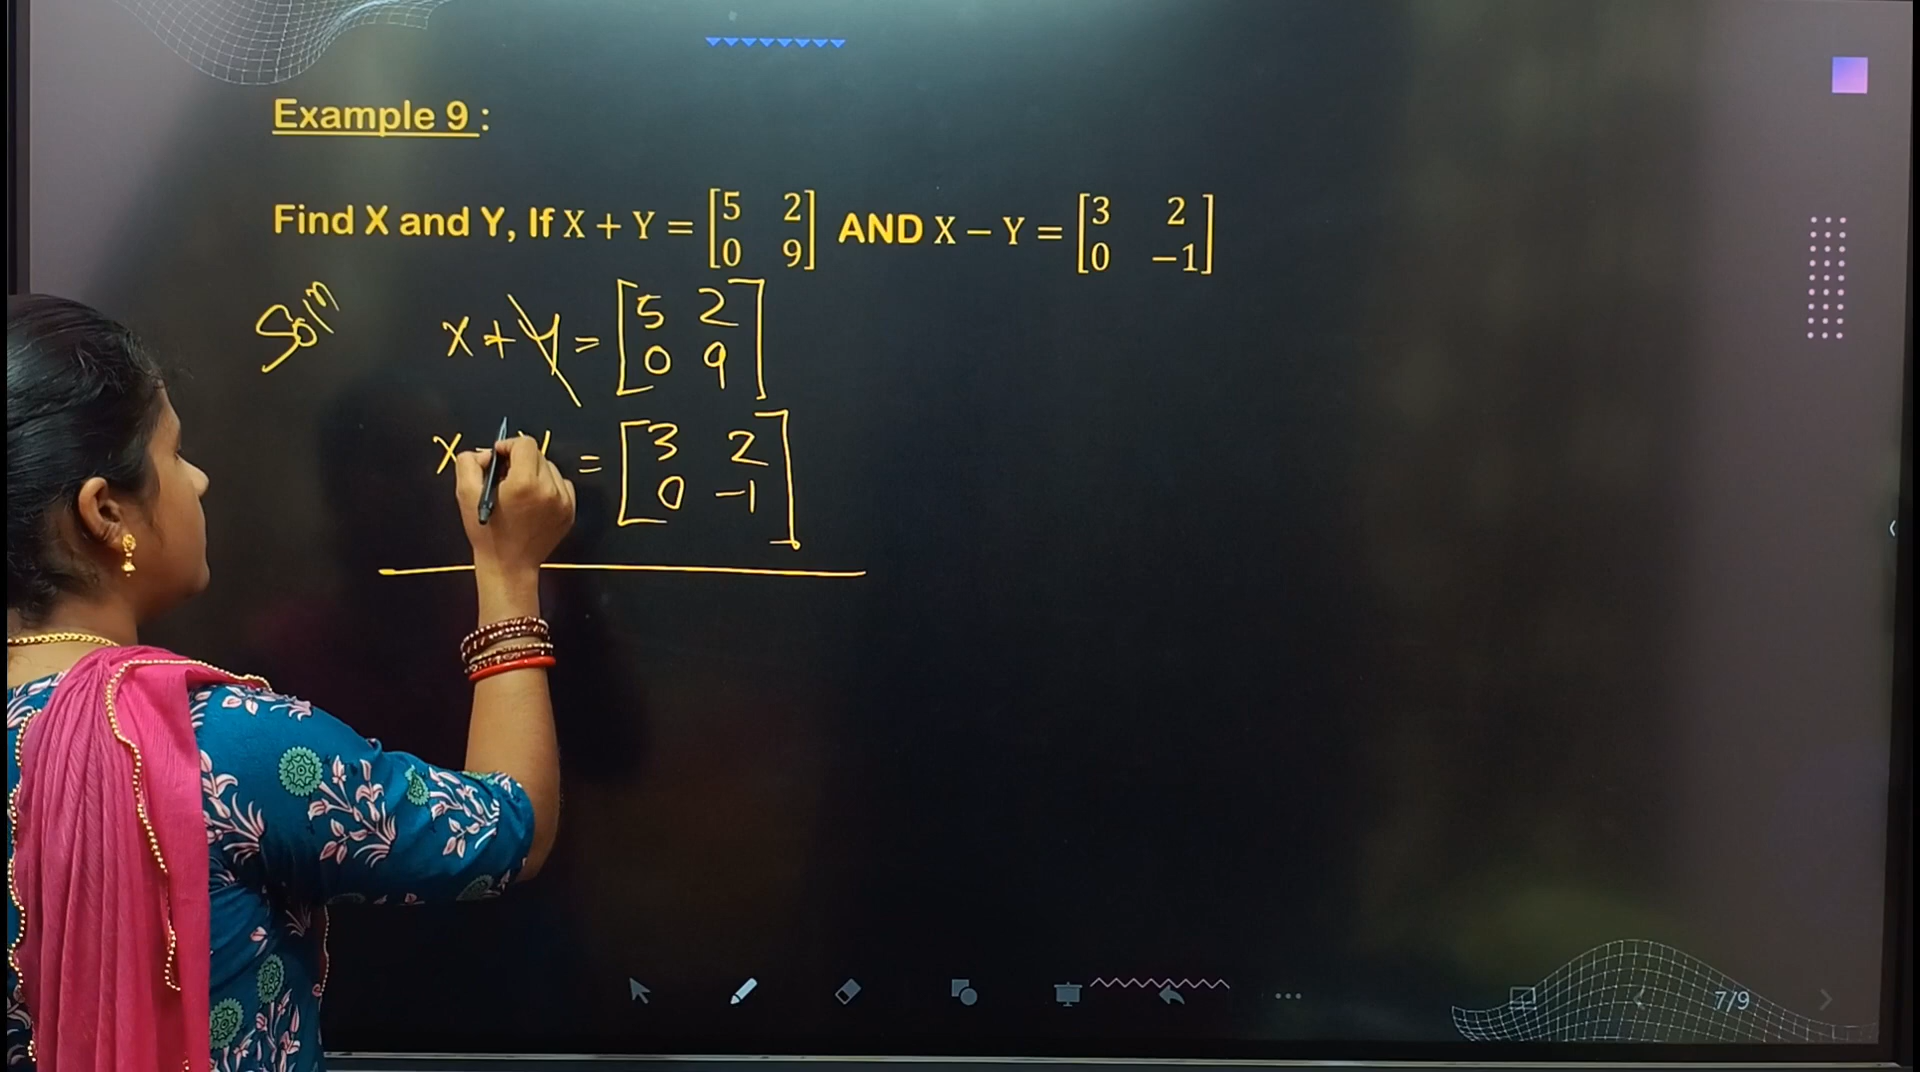 Example 9 :
Find X and Y, If X + Y = [5 2 0 9] AND X − Y = [3 2 0 −1]
Soln
X + Y = [5 2 0 9]
X - Y = [3 2 0 -1]
7/9